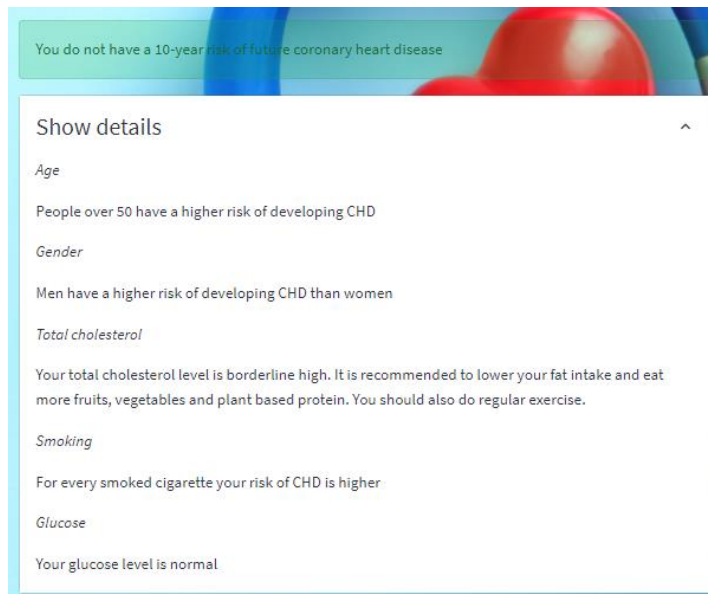 You do not have a 10-year risk of future coronary heart disease
Show details
Age
People over 50 have a higher risk of developing CHD
Gender
Men have a higher risk of developing CHD than women
Total cholesterol
Your total cholesterol level is borderline high. It is recommended to lower your fat intake and eat
more fruits, vegetables and plant based protein. You should also do regular exercise.
Smoking
For every smoked cigarette your risk of CHD is higher
Glucose
Your glucose level is normal